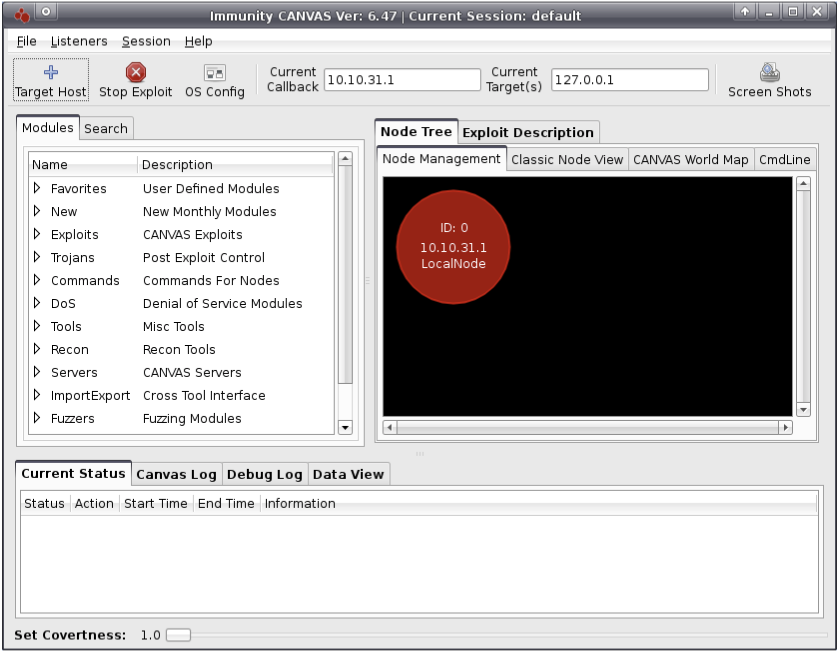 Immunity CANVAS Ver: 6.47 | Current Session: default
File Listeners Session Help
Target Host Stop Exploit OS Config Current Callback 10.10.31.1 Current Target(s) 127.0.0.1 Screen Shots
Modules Search
Name Description
Favorites User Defined Modules
New New Monthly Modules
Exploits CANVAS Exploits
Trojans Post Exploit Control
Commands Commands For Nodes
DoS Denial of Service Modules
Tools Misc Tools
Recon Recon Tools
Servers CANVAS Servers
ImportExport Cross Tool Interface
Fuzzers Fuzzing Modules
Node Tree Exploit Description
Node Management Classic Node View CANVAS World Map CmdLine
ID: 0
10.10.31.1
LocalNode
Current Status Canvas Log Debug Log Data View
Status Action Start Time End Time Information
Set Covertness: 1.0